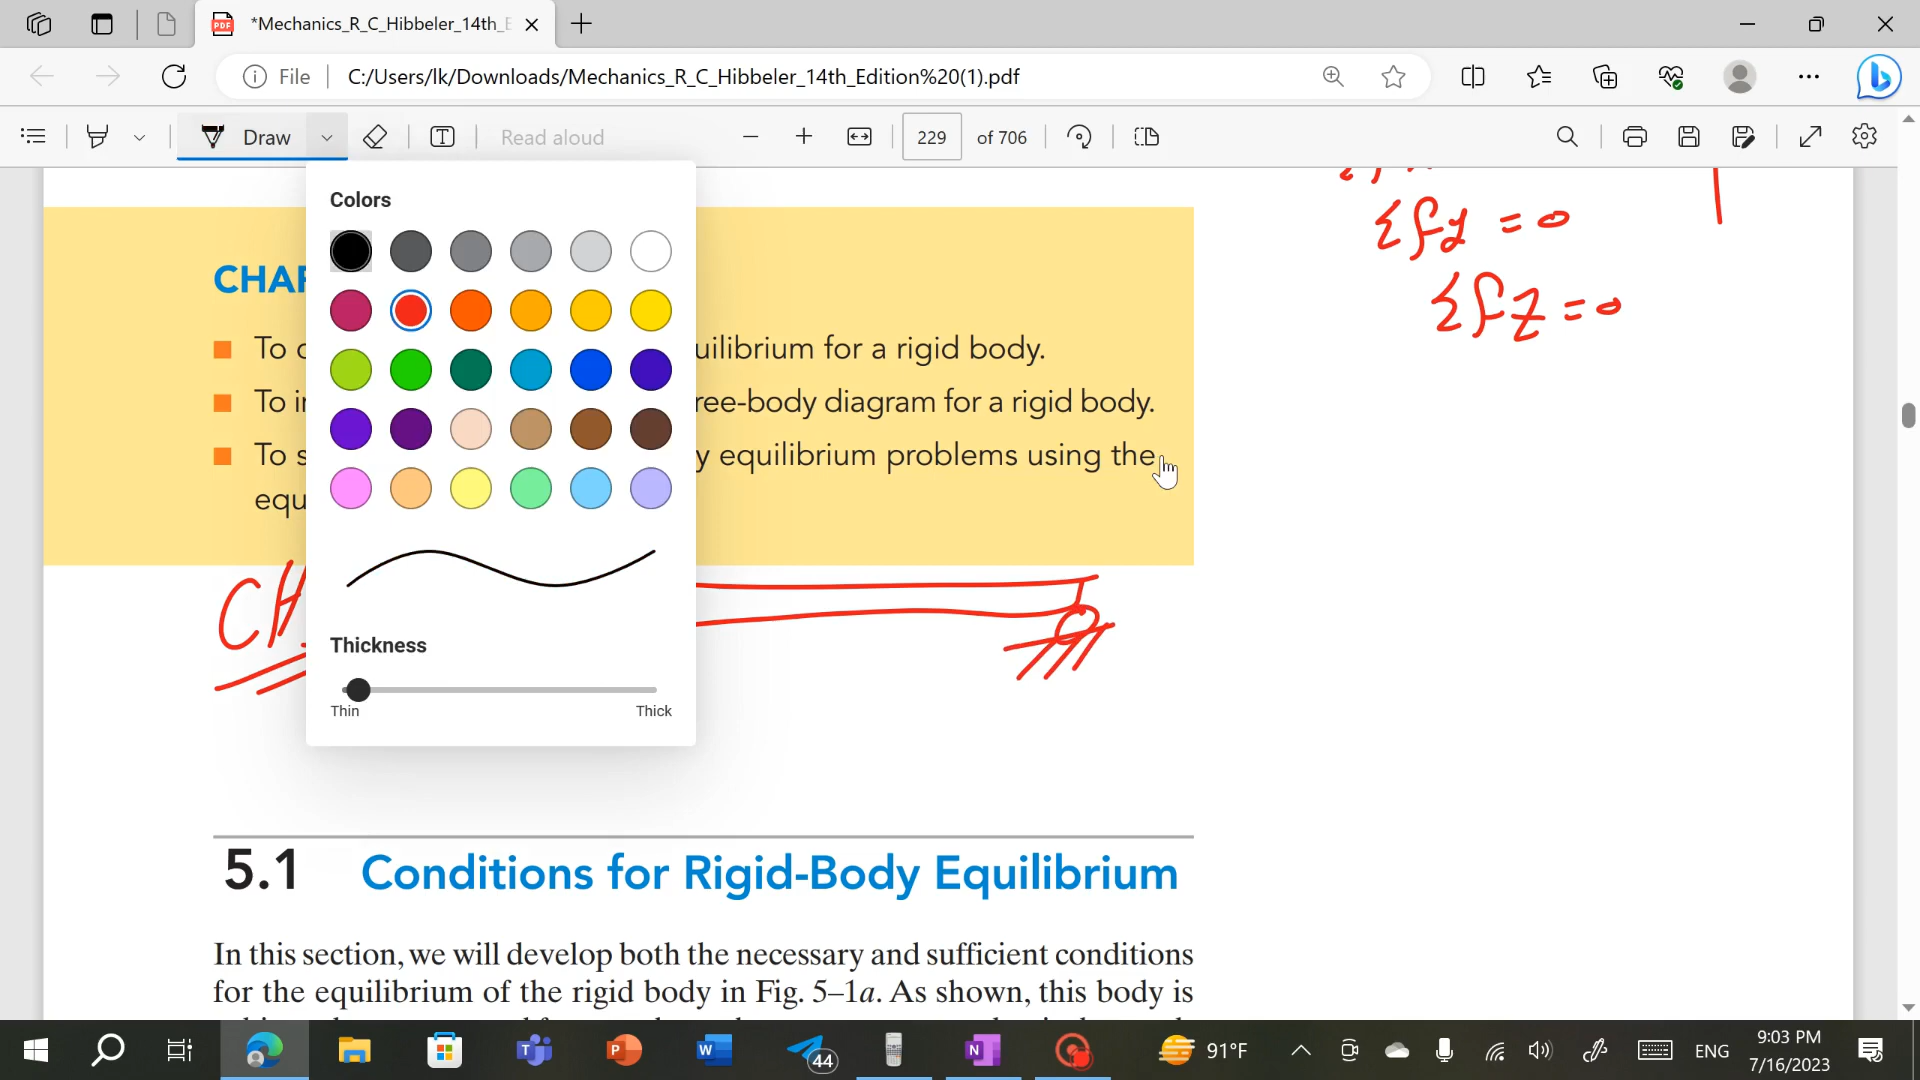 *Mechanics_R_C_Hibbeler_14th_E
File
C:/Users/lk/Downloads/Mechanics_R_C_Hibbeler_14th_Edition%20(1).pdf
Draw
Read aloud
229 of 706
Colors
Thickness
Thin
Thick
Σfy = 0
Σfz = 0
CHAP
To
uilibrium for a rigid body.
To
ree-body diagram for a rigid body.
To s
y equilibrium problems using the
equ
CH
5.1 Conditions for Rigid-Body Equilibrium
In this section, we will develop both the necessary and sufficient conditions
for the equilibrium of the rigid body in Fig. 5–1a. As shown, this body is
44
91°F
ENG
9:03 PM
7/16/2023